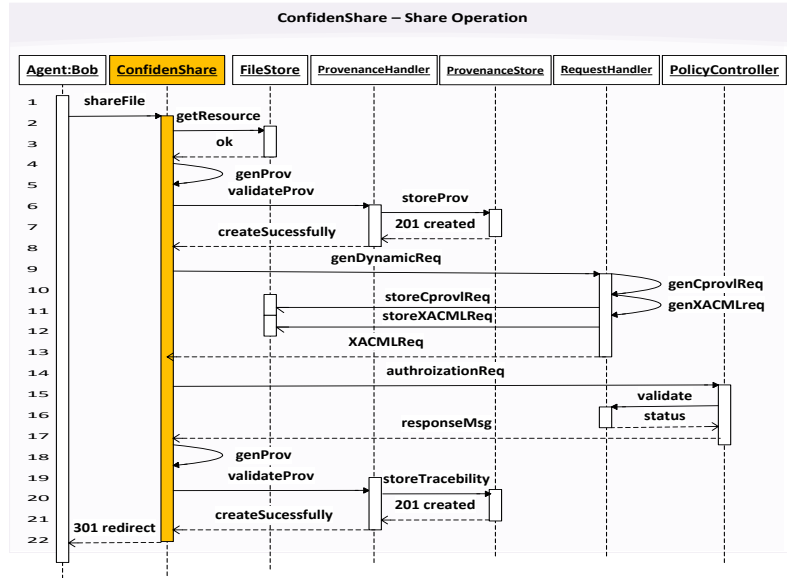 ConfidenShare – Share Operation
Agent:Bob ConfidenShare FileStore ProvenanceHandler ProvenanceStore RequestHandler PolicyController
1
shareFile
2
getResource
3
ok
4
genProv
5
validateProv
6
storeProv
7
201 created
createSucessfully
8
genDynamicReq
9
genCprovlReq
10
storeCprovlReq
genXACMLreq
11
storeXACMLReq
12
XACMLReq
13
14
authroizationReq
15
validate
16
status
responseMsg
17
genProv
18
validateProv
19
storeTracebility
20
201 created
createSucessfully
21
301 redirect
22